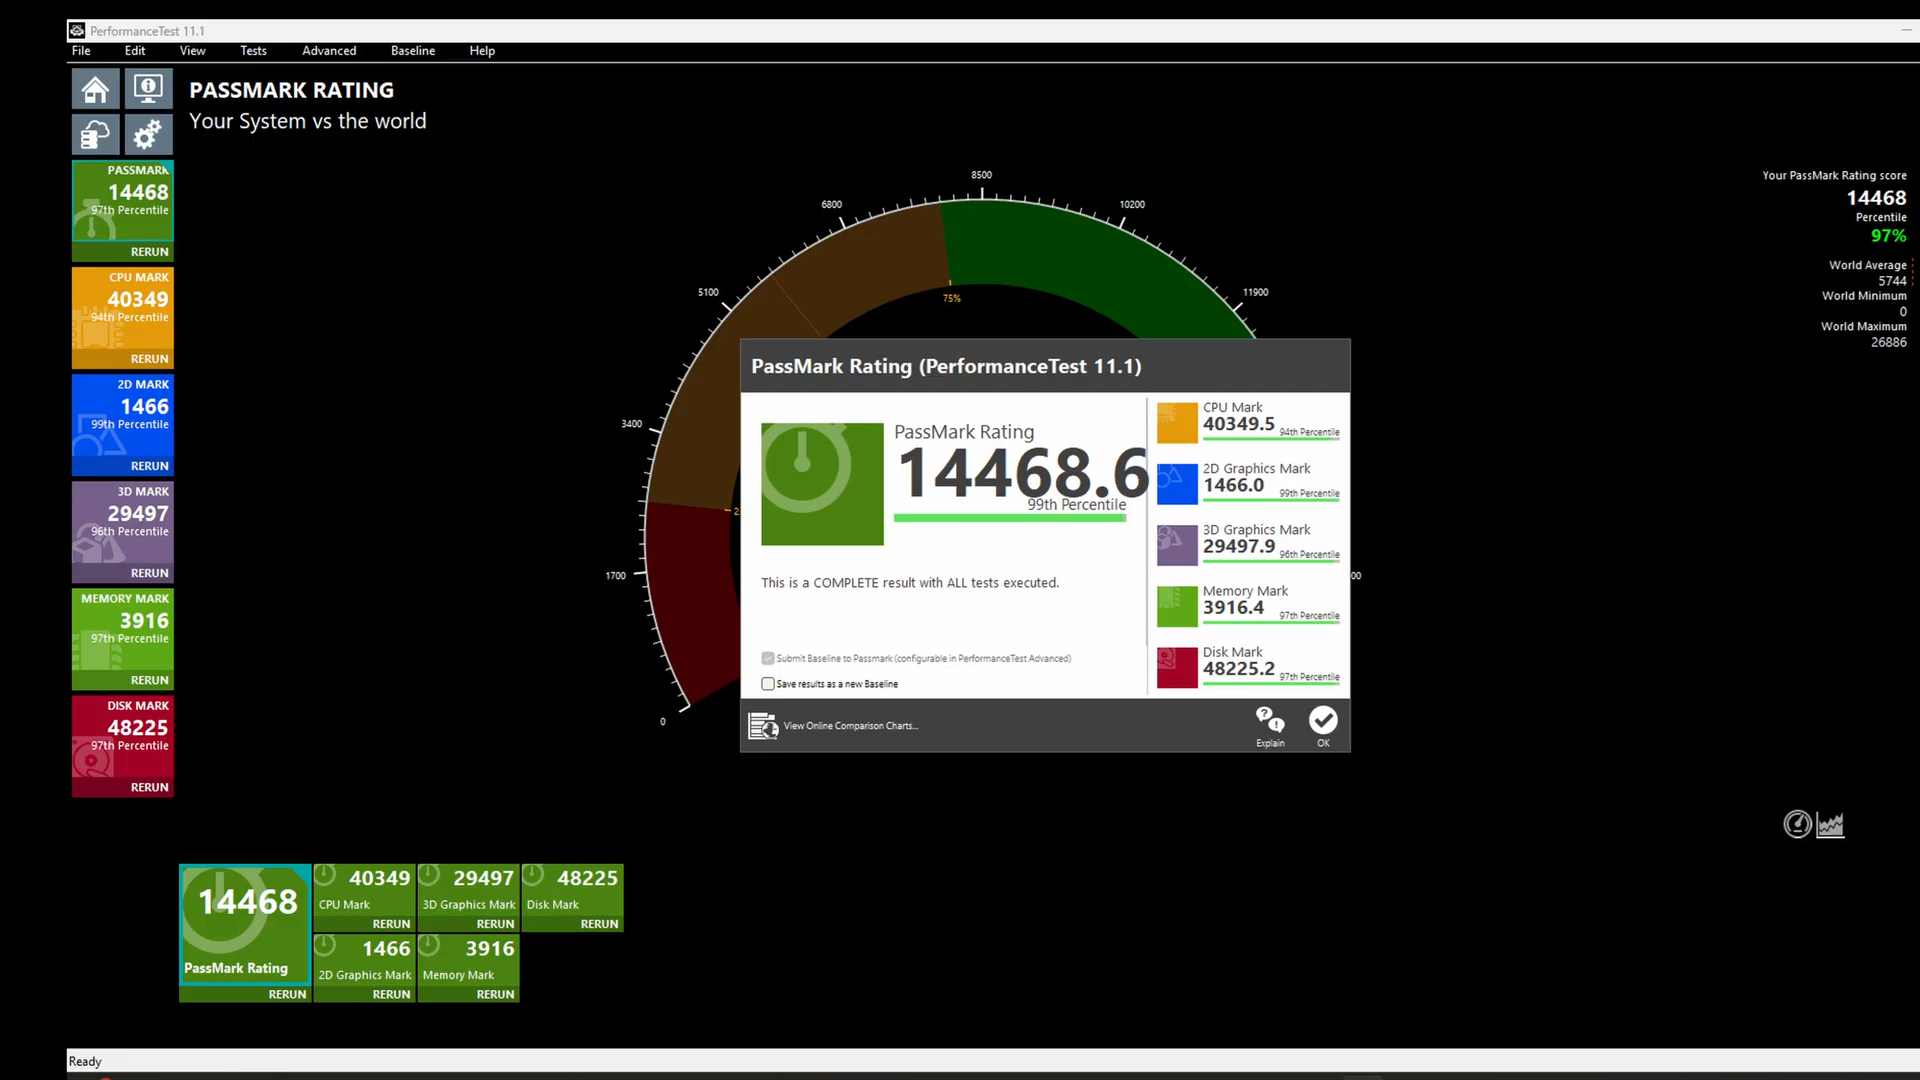 PerformanceTest 11.1
File Edit View Tests Advanced Baseline Help
PASSMARK RATING
Your System vs the world
PASSMARK
14468
97th Percentile
RERUN
CPU MARK
40349
94th Percentile
RERUN
2D MARK
1466
99th Percentile
RERUN
3D MARK
29497
96th Percentile
RERUN
MEMORY MARK
3916
97th Percentile
RERUN
DISK MARK
48225
97th Percentile
RERUN
0
1700
3400
5100
6800
8500
10200
11900
75%
Your PassMark Rating score
14468
Percentile
97%
World Average
5744
World Minimum
0
World Maximum
26886
PassMark Rating (PerformanceTest 11.1)
PassMark Rating
14468.6
99th Percentile
This is a COMPLETE result with ALL tests executed.
Submit Baseline to Passmark (configurable in PerformanceTest Advanced)
Save results as a new Baseline
CPU Mark
40349.5
94th Percentile
2D Graphics Mark
1466.0
99th Percentile
3D Graphics Mark
29497.9
96th Percentile
Memory Mark
3916.4
97th Percentile
Disk Mark
48225.2
97th Percentile
View Online Comparison Charts...
Explain
OK
14468
PassMark Rating
RERUN
40349
CPU Mark
RERUN
29497
3D Graphics Mark
RERUN
48225
Disk Mark
RERUN
1466
2D Graphics Mark
RERUN
3916
Memory Mark
RERUN
Ready